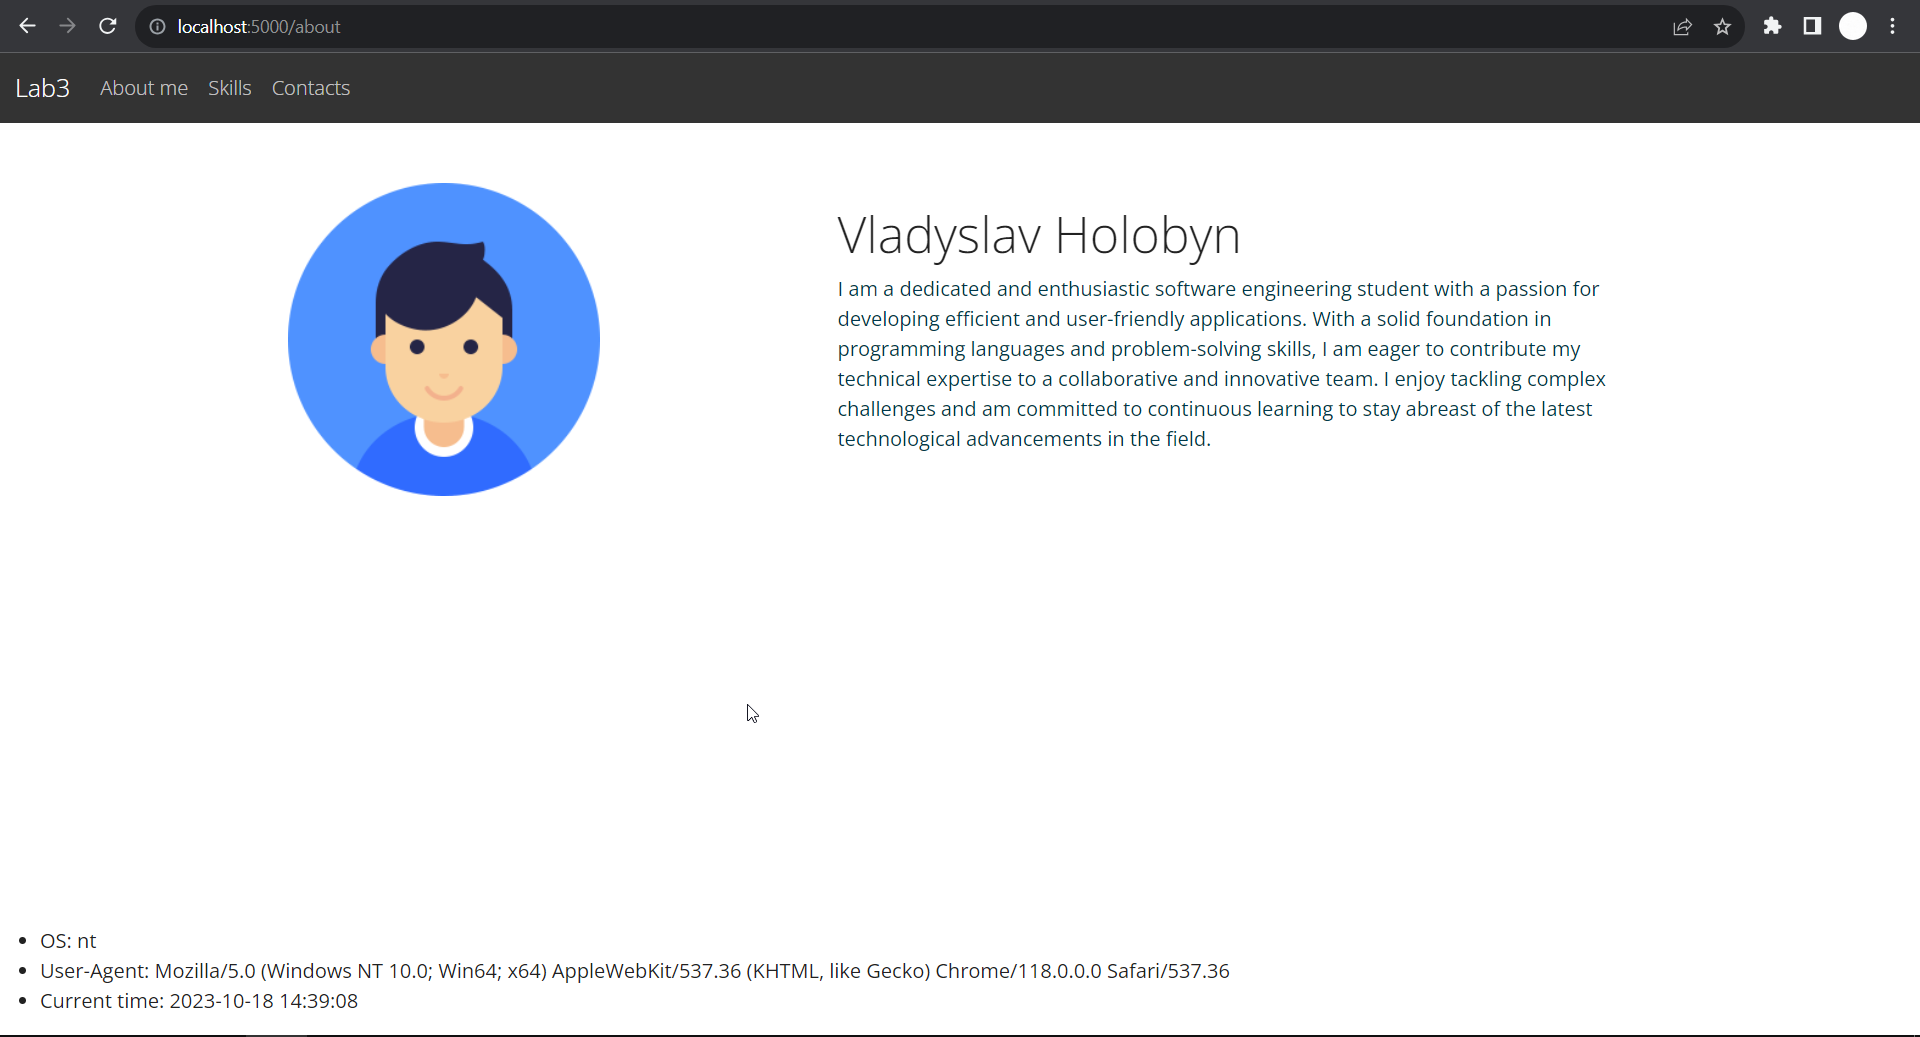 localhost:5000/about
Lab3 About me Skills Contacts
Vladyslav Holobyn
I am a dedicated and enthusiastic software engineering student with a passion for
developing efficient and user-friendly applications. With a solid foundation in
programming languages and problem-solving skills, I am eager to contribute my
technical expertise to a collaborative and innovative team. I enjoy tackling complex
challenges and am committed to continuous learning to stay abreast of the latest
technological advancements in the field.
• OS: nt
• User-Agent: Mozilla/5.0 (Windows NT 10.0; Win64; x64) AppleWebKit/537.36 (KHTML, like Gecko) Chrome/118.0.0.0 Safari/537.36
• Current time: 2023-10-18 14:39:08